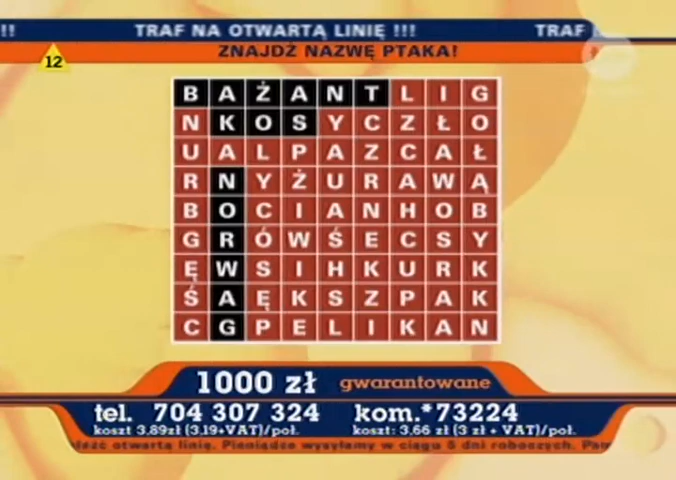 !!! TRAF NA OTWARTĄ LINIĘ !!! TRAF
ZNAJDŹ NAZWĘ PTAKA!
12
B A Ż A N T L I G
N K O S Y C Z Ł O
U A L P A Z C A Ł
R N Y Ż U R A W Ą
B O C I A N H O B
G R Ó W Ś E C S Y
Ę W S I H K U R K
Ś A Ę K S Z P A K
C G P E L I K A N
1000 zł gwarantowane
tel. 704 307 324 kom.*73224
koszt 3.89zł (3.19+VAT)/poł. koszt: 3.66 zł (3 zł + VAT)/poł.
otwartą linię. Pieniądze wysyłamy w ciągu 5 dni roboczych.